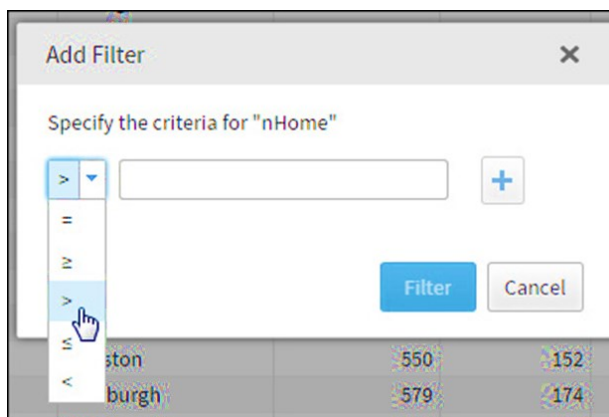 Add Filter ×
Specify the criteria for "nHome"
> +
=
≥
>
≤
<
Filter Cancel
ston 550 152
burgh 579 174